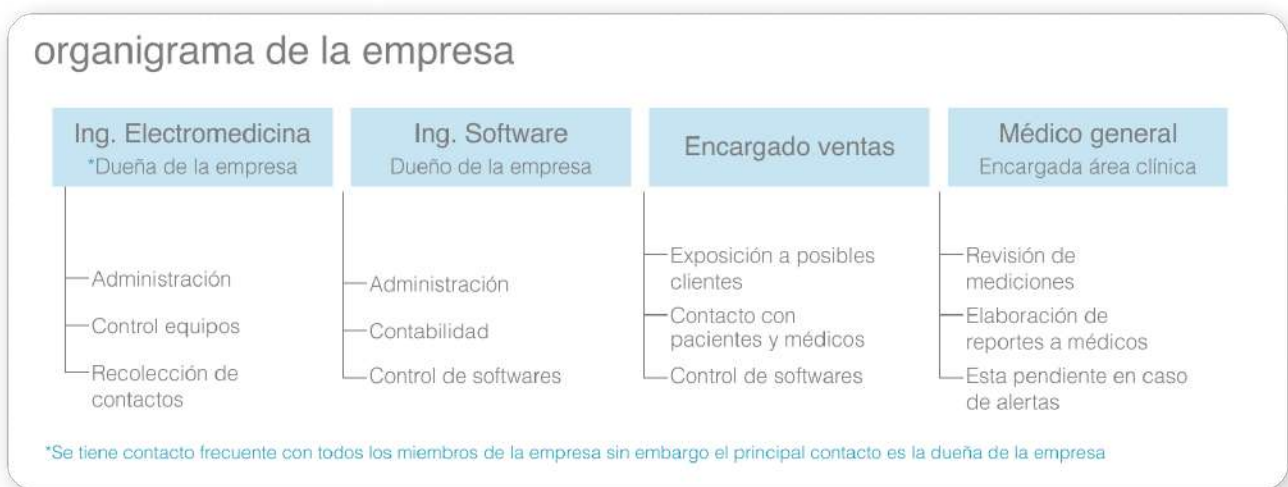 organigrama de la empresa
Ing. Electromedicina
*Dueña de la empresa
Administración
Control equipos
Recolección de
contactos
Ing. Software
Dueño de la empresa
Administración
Contabilidad
Control de softwares
Encargado ventas
Exposición a posibles
clientes
Contacto con
pacientes y médicos
Control de softwares
Médico general
Encargada área clínica
Revisión de
mediciones
Elaboración de
reportes a médicos
Esta pendiente en caso
de alertas
*Se tiene contacto frecuente con todos los miembros de la empresa sin embargo el principal contacto es la dueña de la empresa